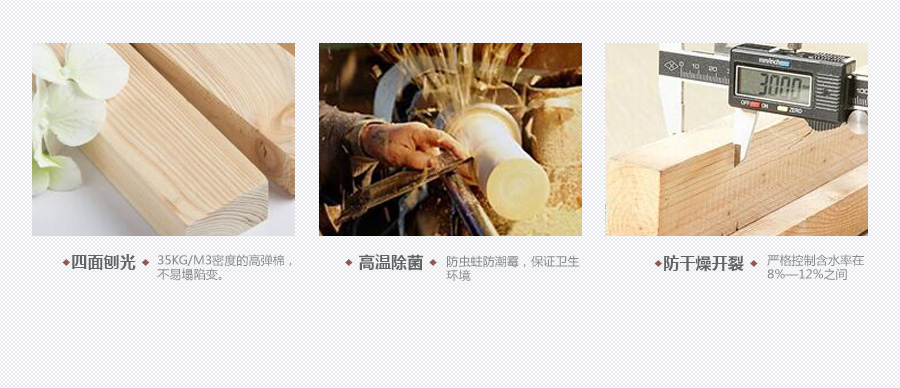 mm/inch
30.00
OFF ON ZERO
0 10 20
四面刨光
35KG/M3密度的高弹棉，
不易塌陷变。
高温除菌
防虫蛀防潮霉，保证卫生
环境
防干燥开裂
严格控制含水率在
8%—12%之间